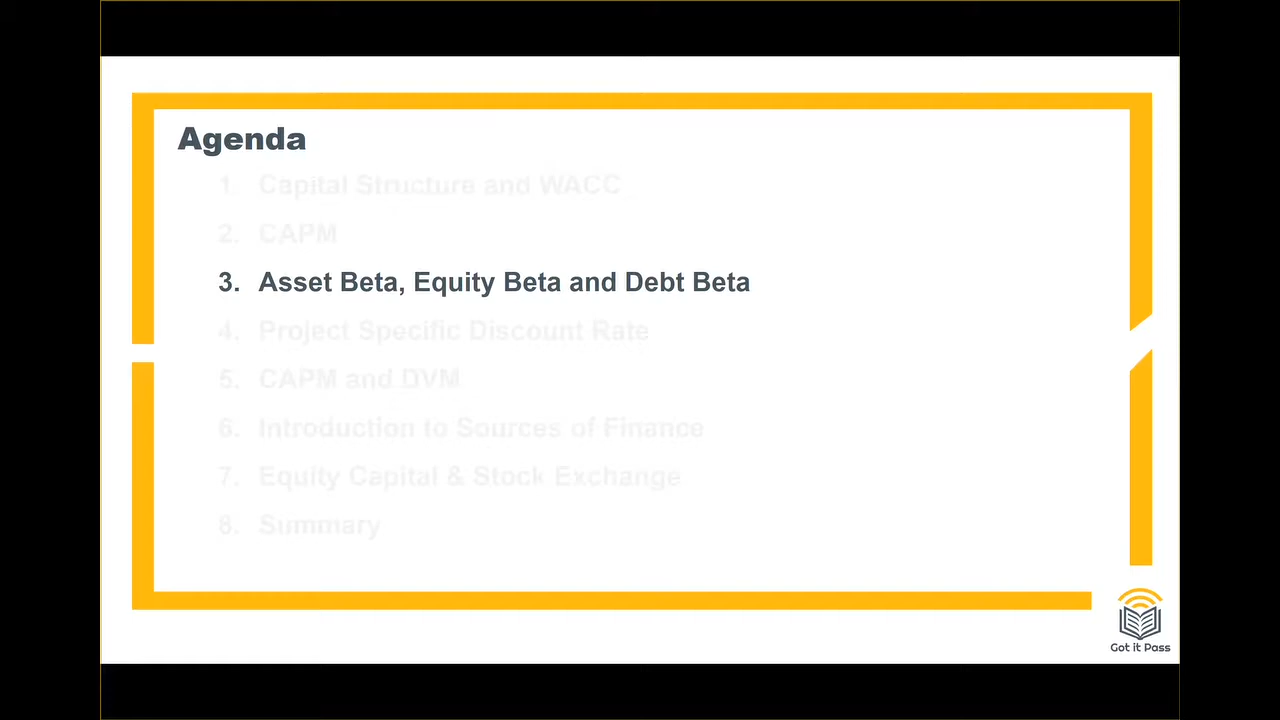 Agenda
1. Capital Structure and WACC
2. CAPM
3. Asset Beta, Equity Beta and Debt Beta
4. Project Specific Discount Rate
5. CAPM and DVM
6. Introduction to Sources of Finance
7. Equity Capital & Stock Exchange
8. Summary
Got it Pass